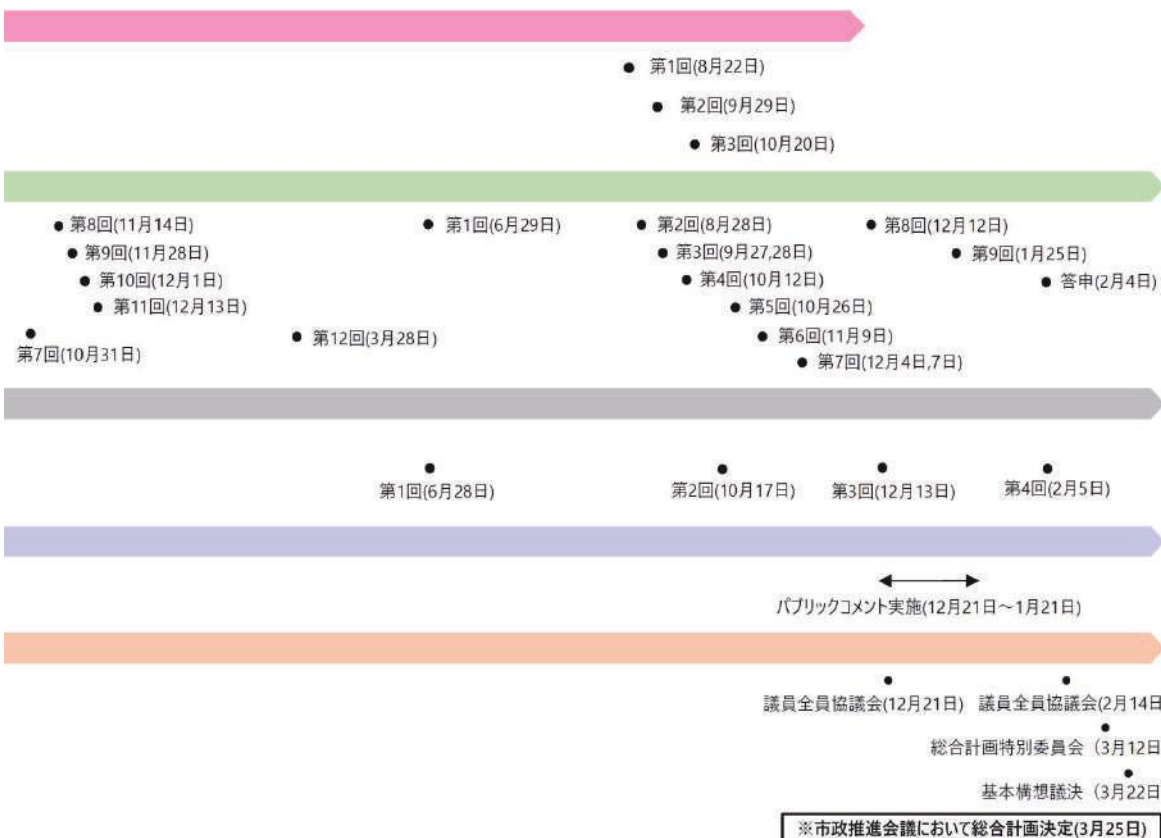 第1回(8月22日)
第2回(9月29日)
第3回(10月20日)
第8回(11月14日)
第1回(6月29日)
第2回(8月28日)
第8回(12月12日)
第9回(11月28日)
第3回(9月27,28日)
第9回(1月25日)
第10回(12月1日)
第4回(10月12日)
答申(2月4日)
第11回(12月13日)
第5回(10月26日)
第7回(10月31日)
第12回(3月28日)
第6回(11月9日)
第7回(12月4日,7日)
第1回(6月28日)
第2回(10月17日)
第3回(12月13日)
第4回(2月5日)
パブリックコメント実施(12月21日～1月21日)
議員全員協議会(12月21日)
議員全員協議会(2月14日
総合計画特別委員会（3月12日
基本構想議決（3月22日
※市政推進会議において総合計画決定(3月25日)